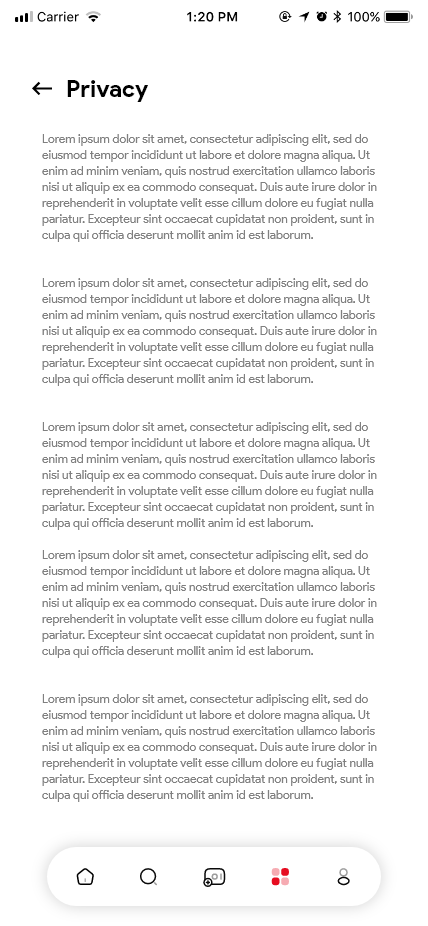 Carrier 1:20 PM 100%
Privacy
Lorem ipsum dolor sit amet, consectetur adipiscing elit, sed do
eiusmod tempor incididunt ut labore et dolore magna aliqua. Ut
enim ad minim veniam, quis nostrud exercitation ullamco laboris
nisi ut aliquip ex ea commodo consequat. Duis aute irure dolor in
reprehenderit in voluptate velit esse cillum dolore eu fugiat nulla
pariatur. Excepteur sint occaecat cupidatat non proident, sunt in
culpa qui officia deserunt mollit anim id est laborum.
Lorem ipsum dolor sit amet, consectetur adipiscing elit, sed do
eiusmod tempor incididunt ut labore et dolore magna aliqua. Ut
enim ad minim veniam, quis nostrud exercitation ullamco laboris
nisi ut aliquip ex ea commodo consequat. Duis aute irure dolor in
reprehenderit in voluptate velit esse cillum dolore eu fugiat nulla
pariatur. Excepteur sint occaecat cupidatat non proident, sunt in
culpa qui officia deserunt mollit anim id est laborum.
Lorem ipsum dolor sit amet, consectetur adipiscing elit, sed do
eiusmod tempor incididunt ut labore et dolore magna aliqua. Ut
enim ad minim veniam, quis nostrud exercitation ullamco laboris
nisi ut aliquip ex ea commodo consequat. Duis aute irure dolor in
reprehenderit in voluptate velit esse cillum dolore eu fugiat nulla
pariatur. Excepteur sint occaecat cupidatat non proident, sunt in
culpa qui officia deserunt mollit anim id est laborum.
Lorem ipsum dolor sit amet, consectetur adipiscing elit, sed do
eiusmod tempor incididunt ut labore et dolore magna aliqua. Ut
enim ad minim veniam, quis nostrud exercitation ullamco laboris
nisi ut aliquip ex ea commodo consequat. Duis aute irure dolor in
reprehenderit in voluptate velit esse cillum dolore eu fugiat nulla
pariatur. Excepteur sint occaecat cupidatat non proident, sunt in
culpa qui officia deserunt mollit anim id est laborum.
Lorem ipsum dolor sit amet, consectetur adipiscing elit, sed do
eiusmod tempor incididunt ut labore et dolore magna aliqua. Ut
enim ad minim veniam, quis nostrud exercitation ullamco laboris
nisi ut aliquip ex ea commodo consequat. Duis aute irure dolor in
reprehenderit in voluptate velit esse cillum dolore eu fugiat nulla
pariatur. Excepteur sint occaecat cupidatat non proident, sunt in
culpa qui officia deserunt mollit anim id est laborum.